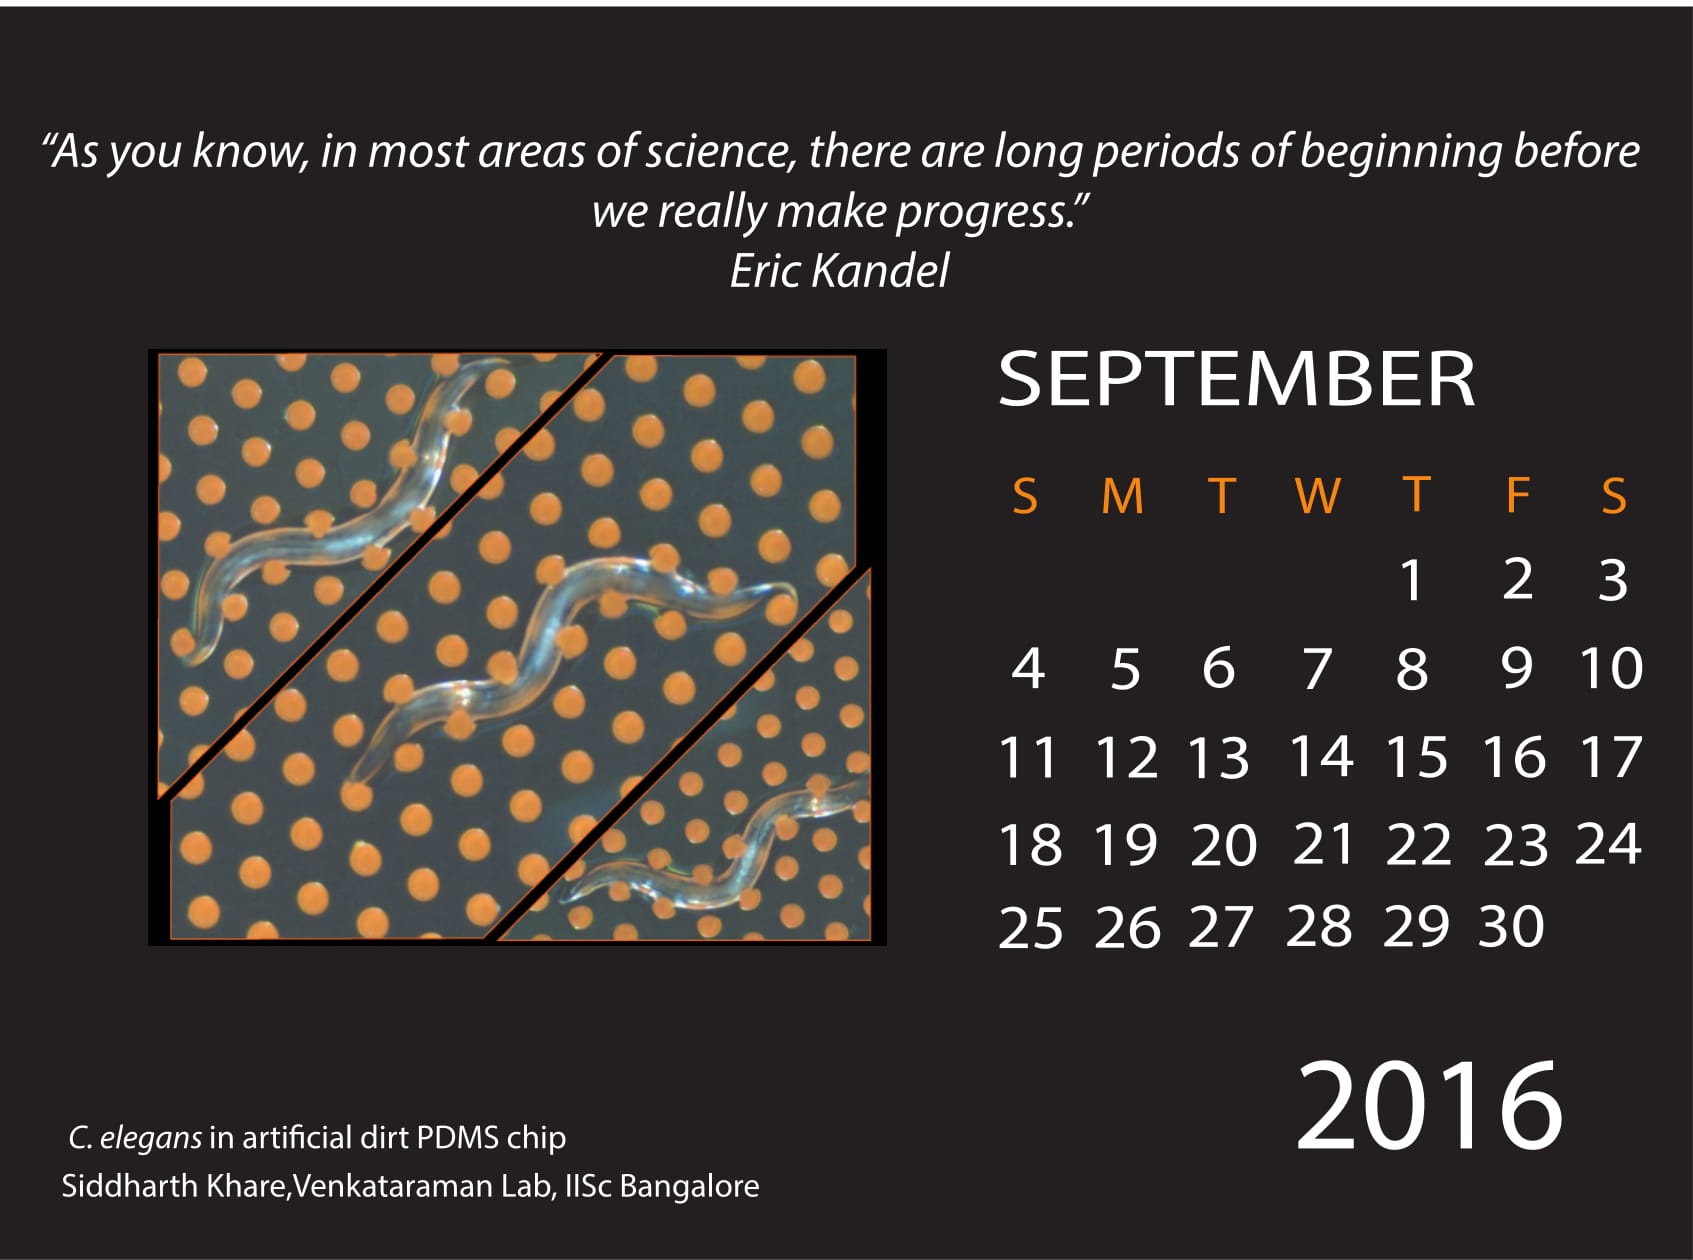 “As you know, in most areas of science, there are long periods of beginning before
we really make progress.”
Eric Kandel
SEPTEMBER
S M T W T F S
1 2 3
4 5 6 7 8 9 10
11 12 13 14 15 16 17
18 19 20 21 22 23 24
25 26 27 28 29 30
2016
C. elegans in artificial dirt PDMS chip
Siddharth Khare,Venkataraman Lab, IISc Bangalore